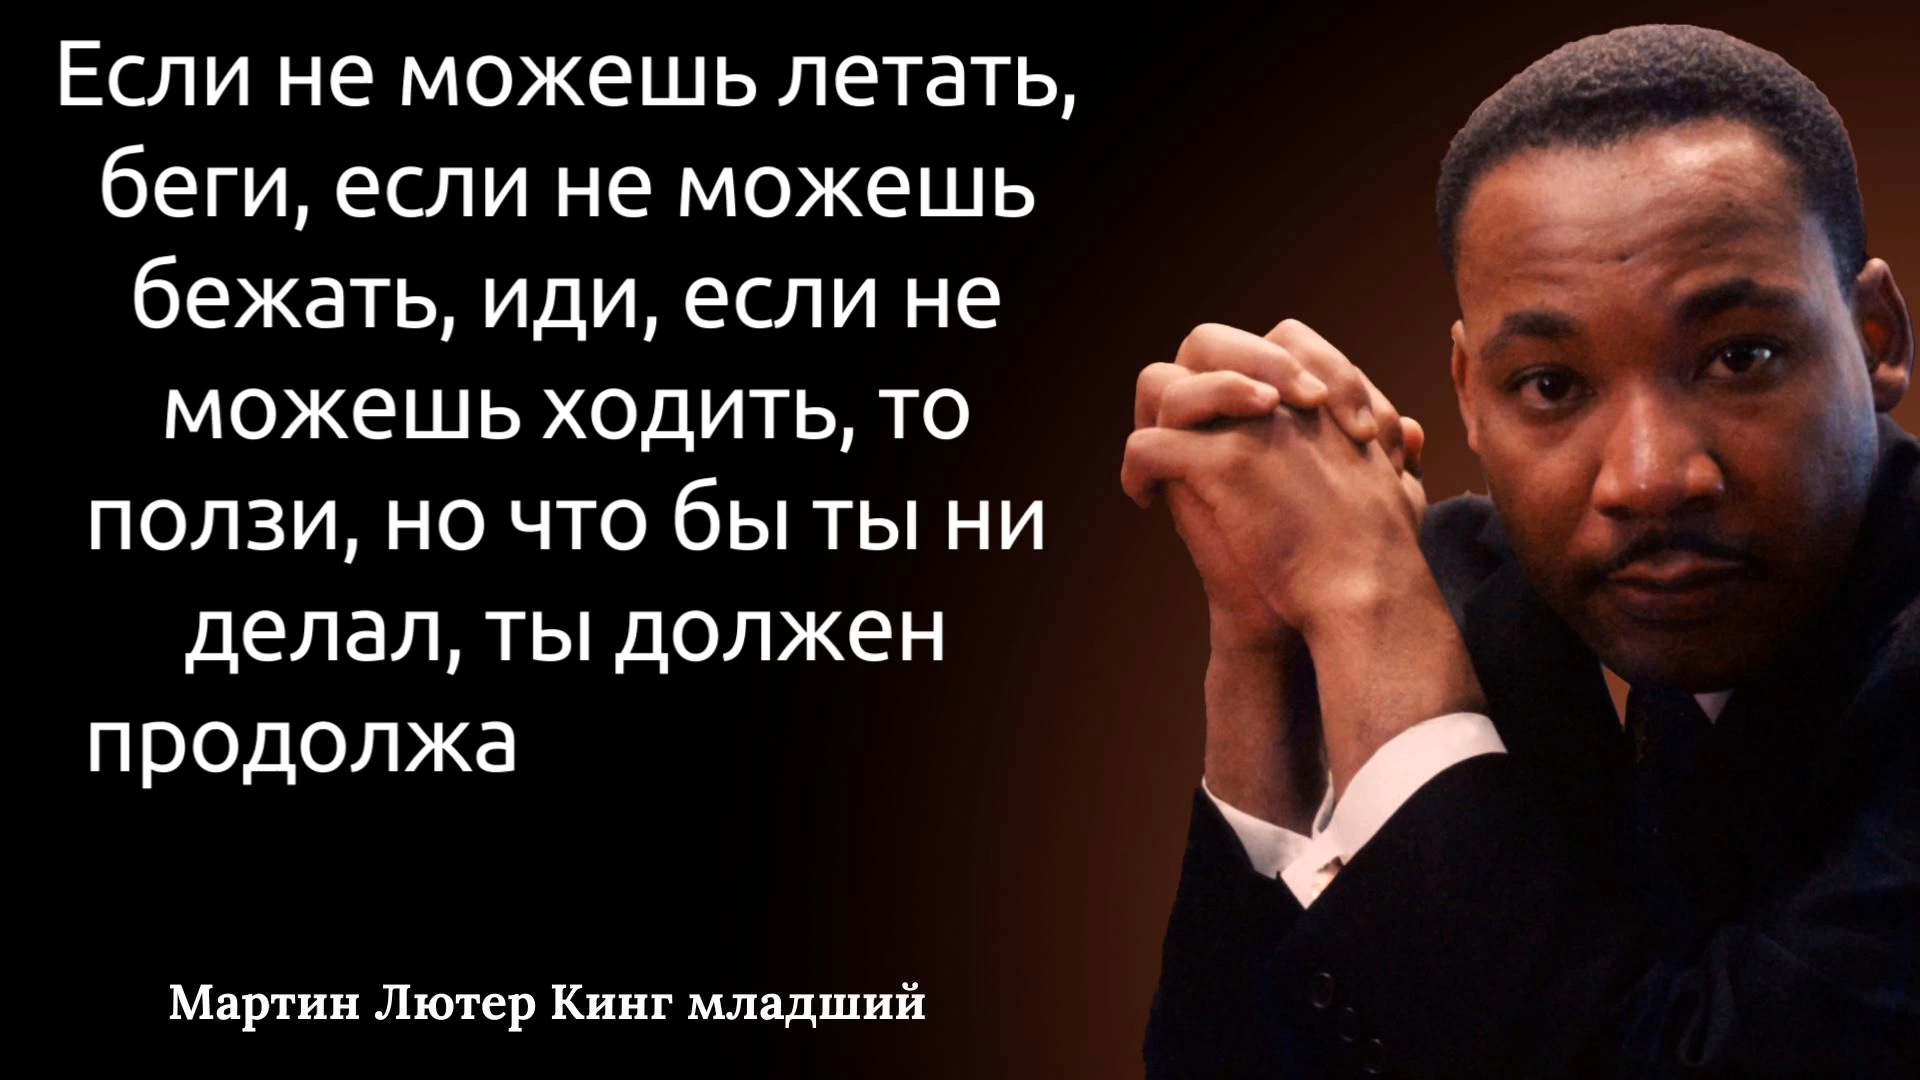 Если не можешь летать,
беги, если не можешь
бежать, иди, если не
можешь ходить, то
ползи, но что бы ты ни
делал, ты должен
продолжа
Мартин Лютер Кинг младший